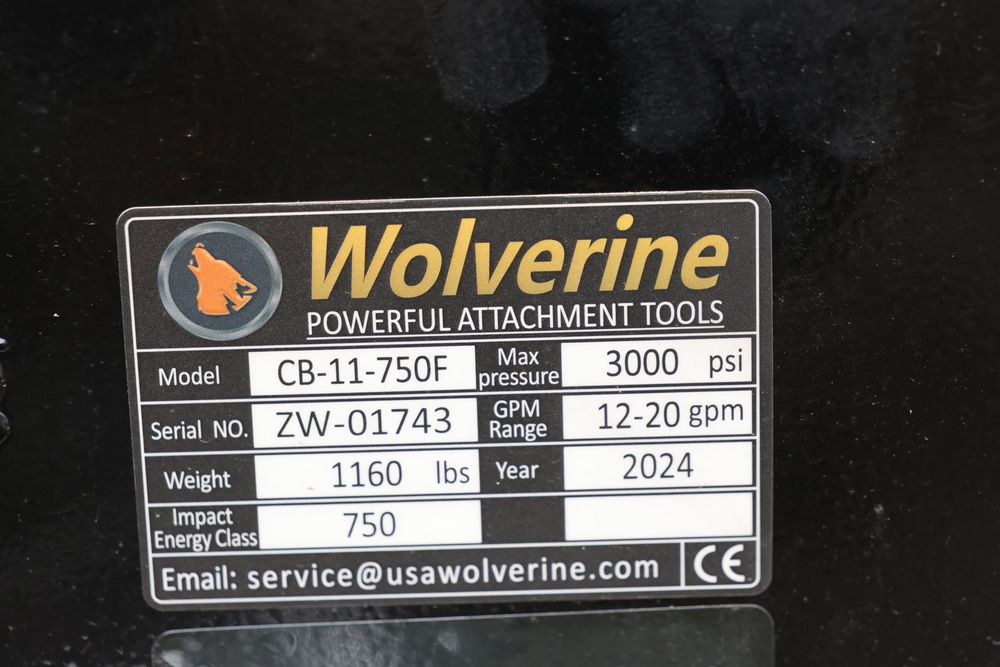 Wolverine
POWERFUL ATTACHMENT TOOLS
Model CB-11-750F Max pressure 3000 psi
Serial NO. ZW-01743 GPM Range 12-20 gpm
Weight 1160 lbs Year 2024
Impact Energy Class 750
Email: service@usawolverine.com CE